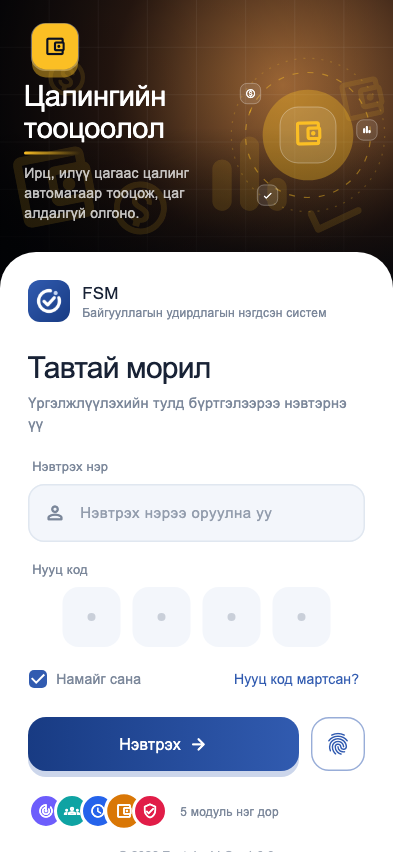 Цалингийн
тооцоолол
Ирц, илүү цагаас цалинг
автоматаар тооцож, цаг
алдалгүй олгоно.
FSM
Байгууллагын удирдлагын нэгдсэн систем
Тавтай морил
Үргэлжлүүлэхийн тулд бүртгэлээрээ нэвтэрнэ
үү
Нэвтрэх нэр
Нэвтрэх нэрээ оруулна уу
Нууц код
Намайг сана
Нууц код мартсан?
Нэвтрэх
5 модуль нэг дор